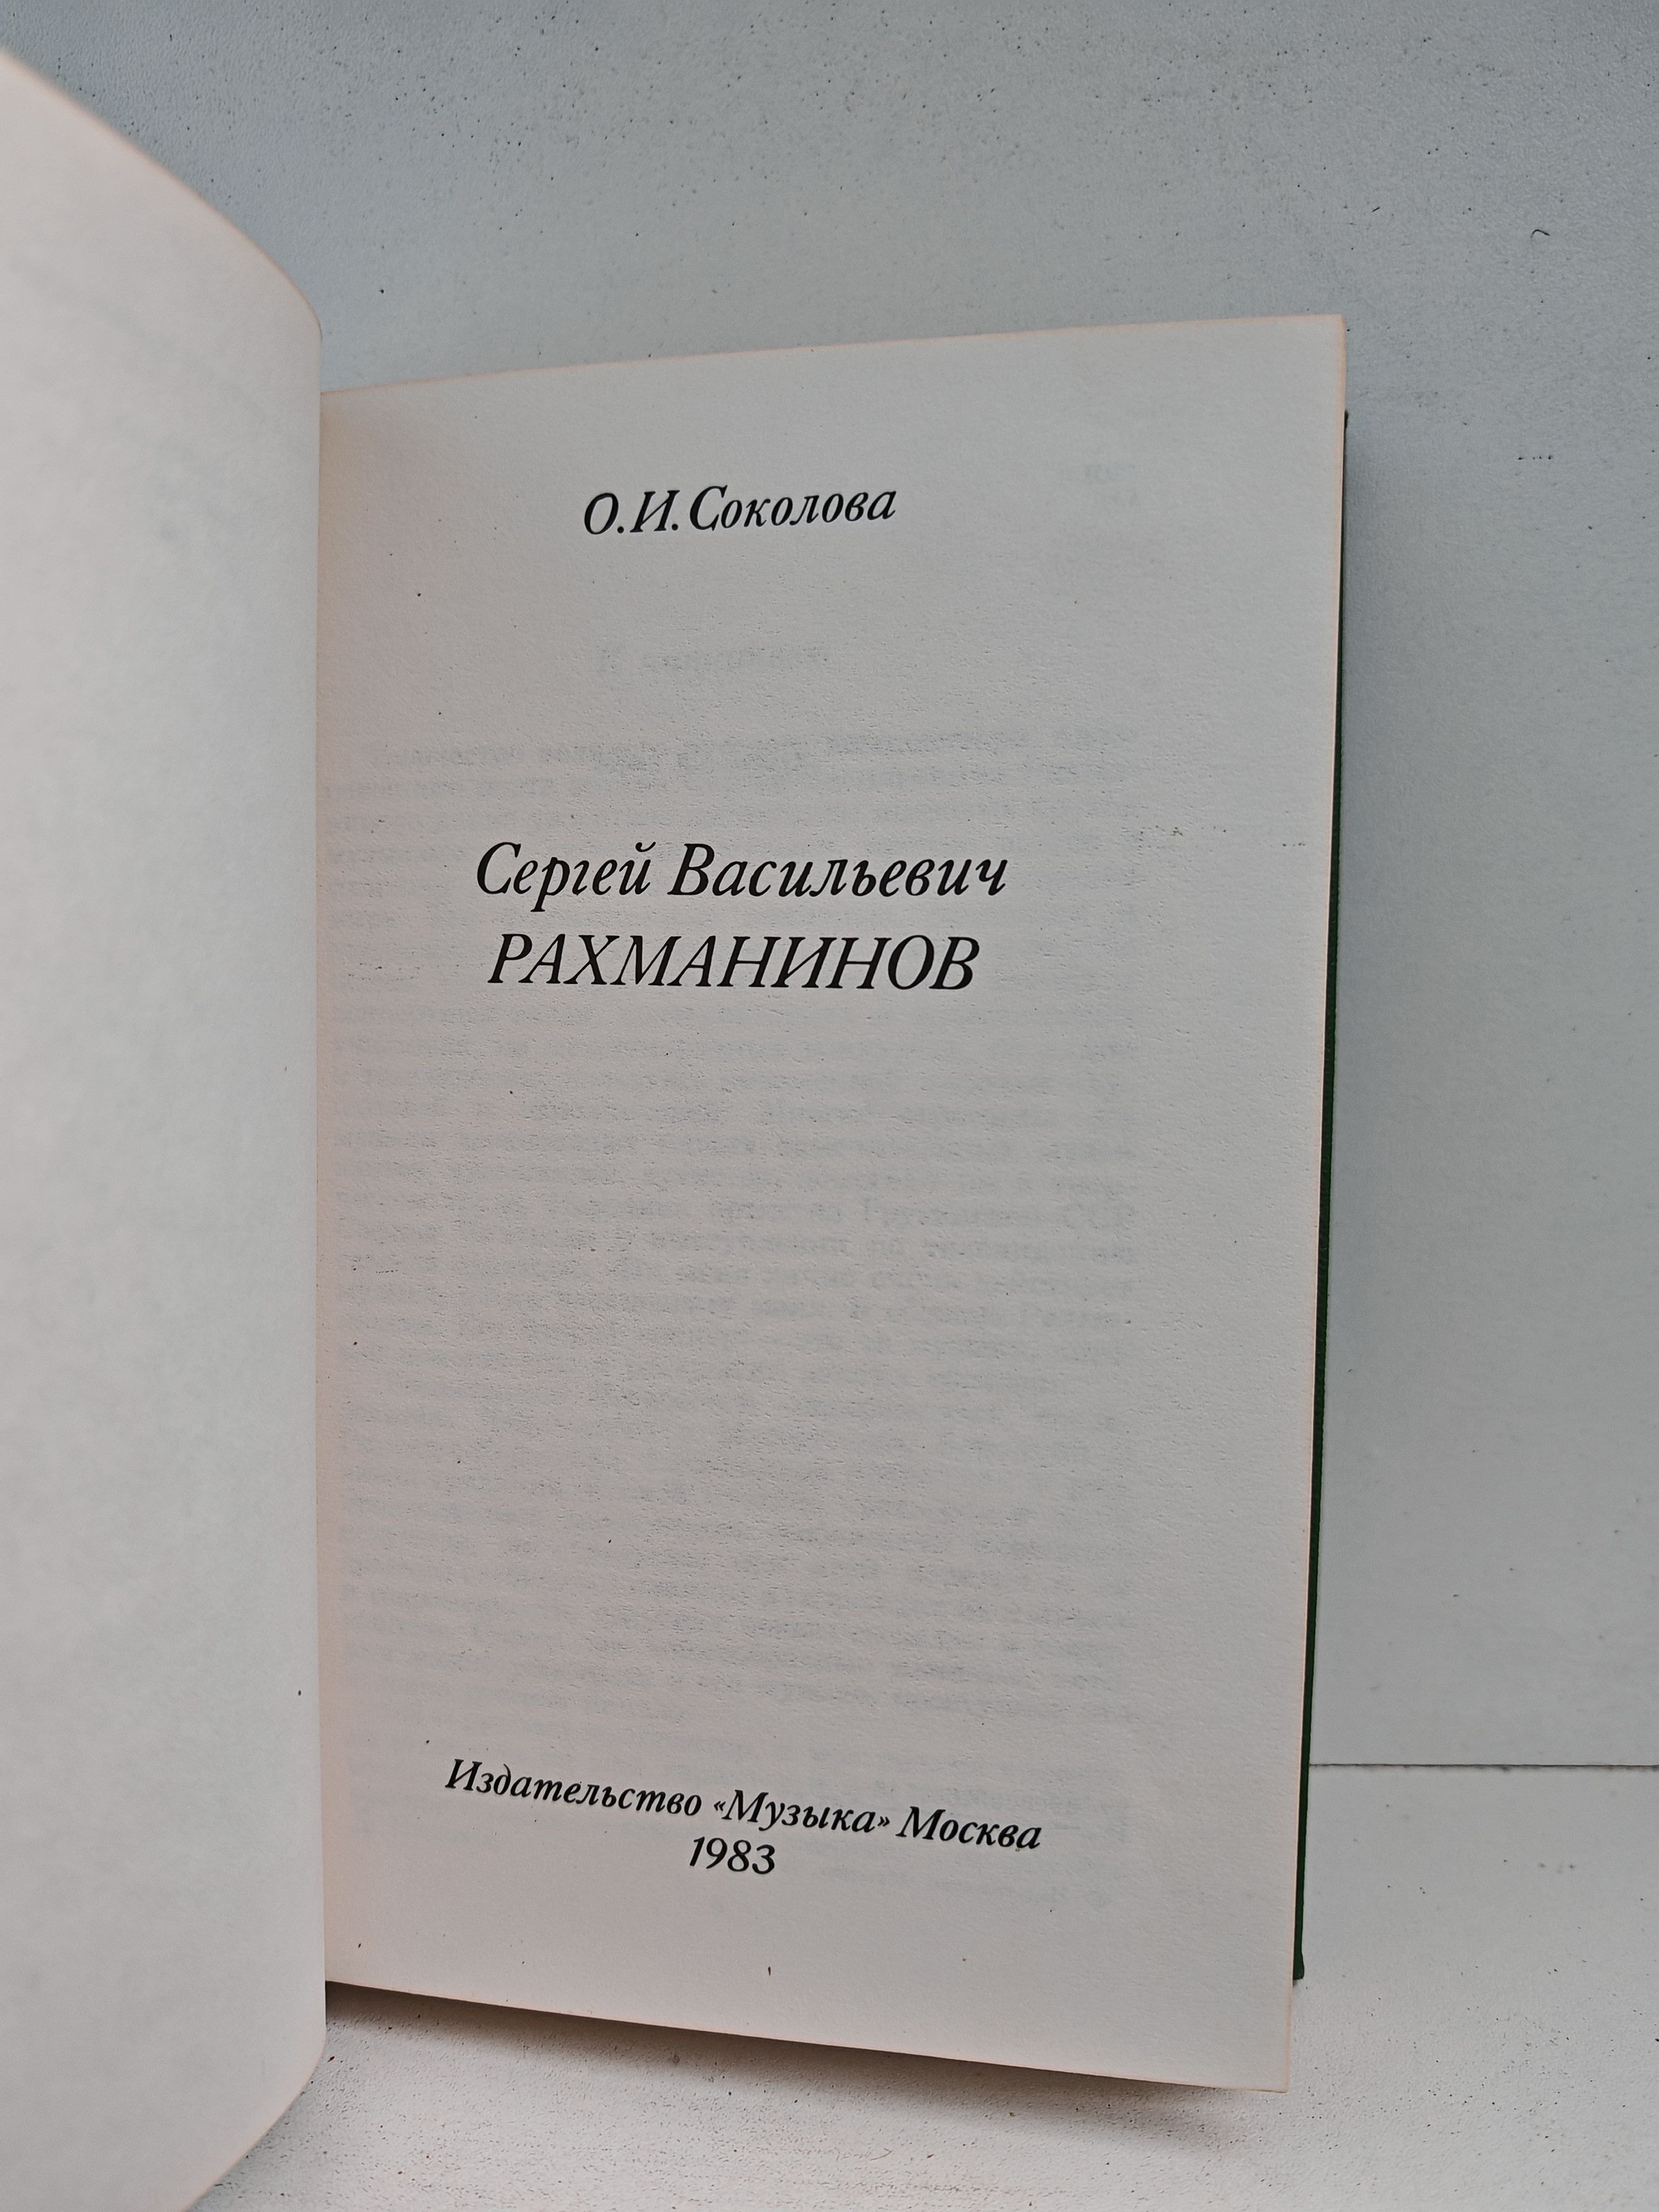 О.И.Соколова
Сергей Васильевич
РАХМАНИНОВ
Издательство «Музыка» Москва
1983